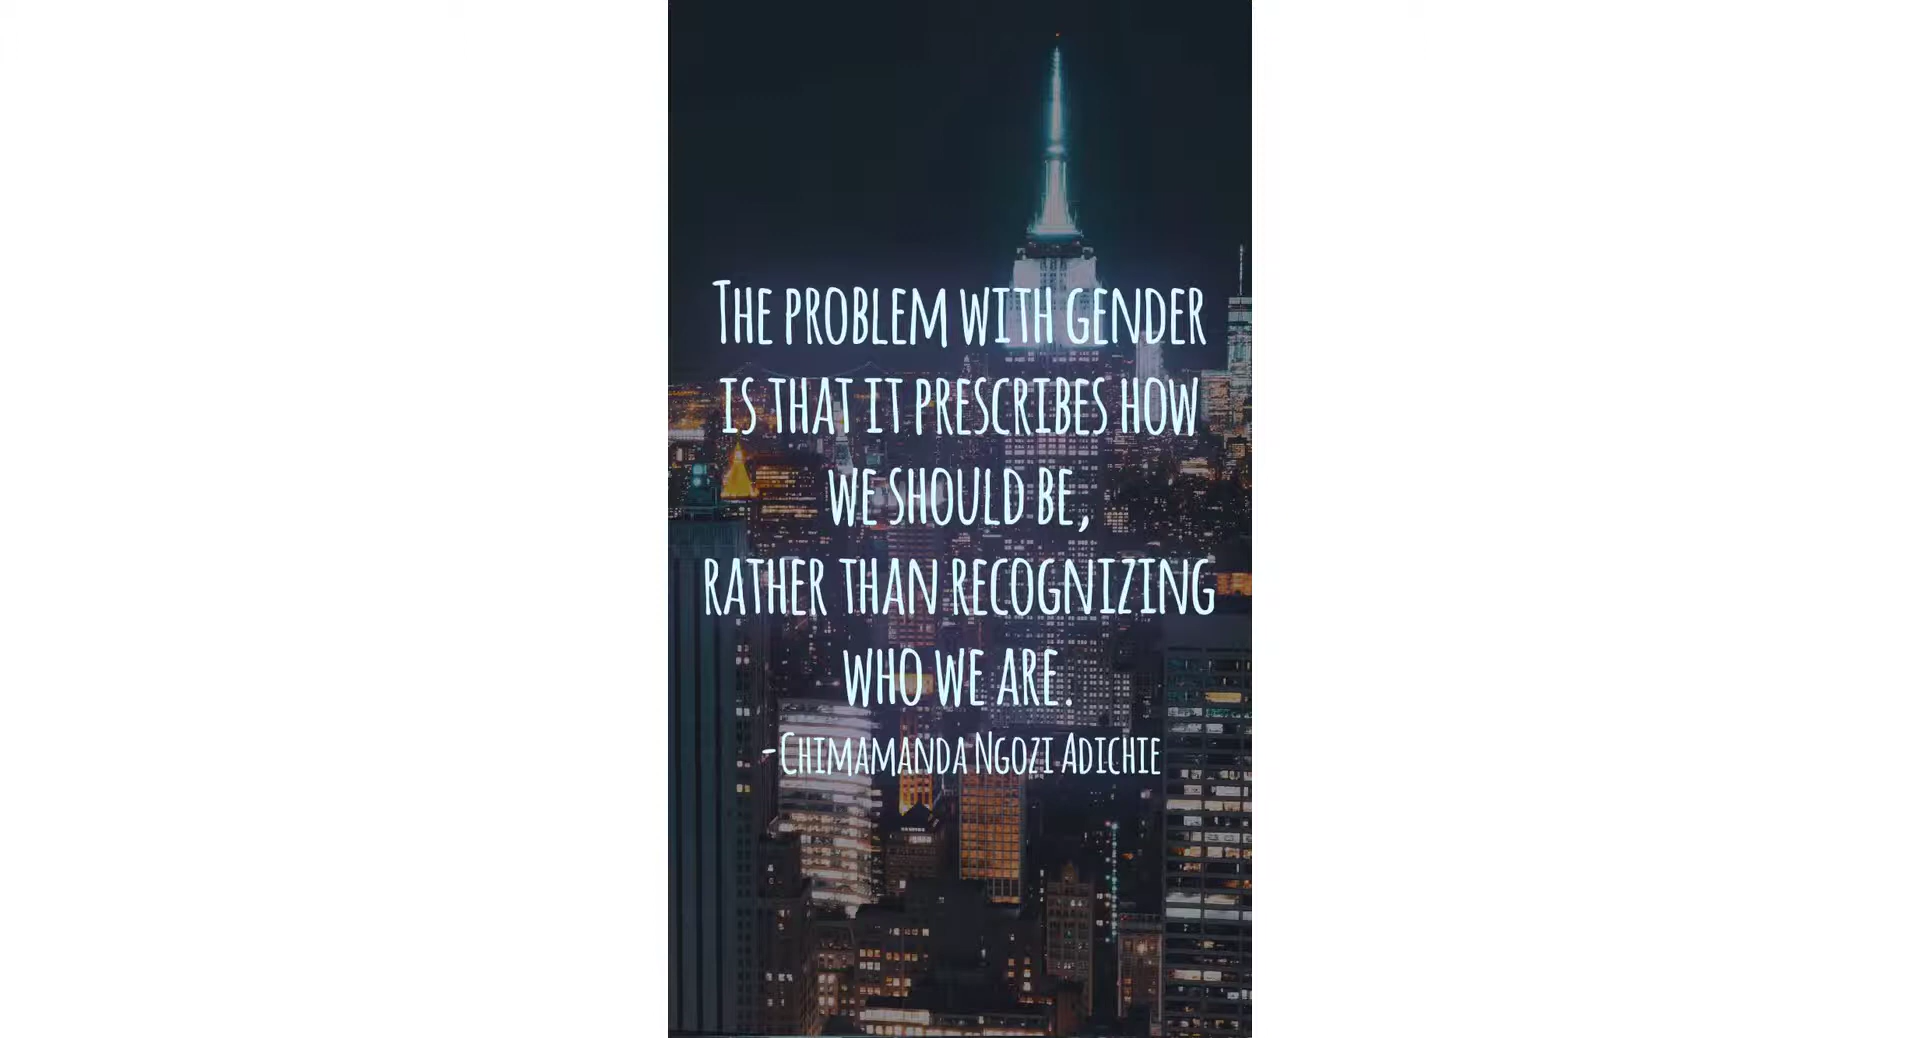 The problem with gender
is that it prescribes how
we should be,
rather than recognizing
who we are.
-Chimamanda Ngozi Adichie